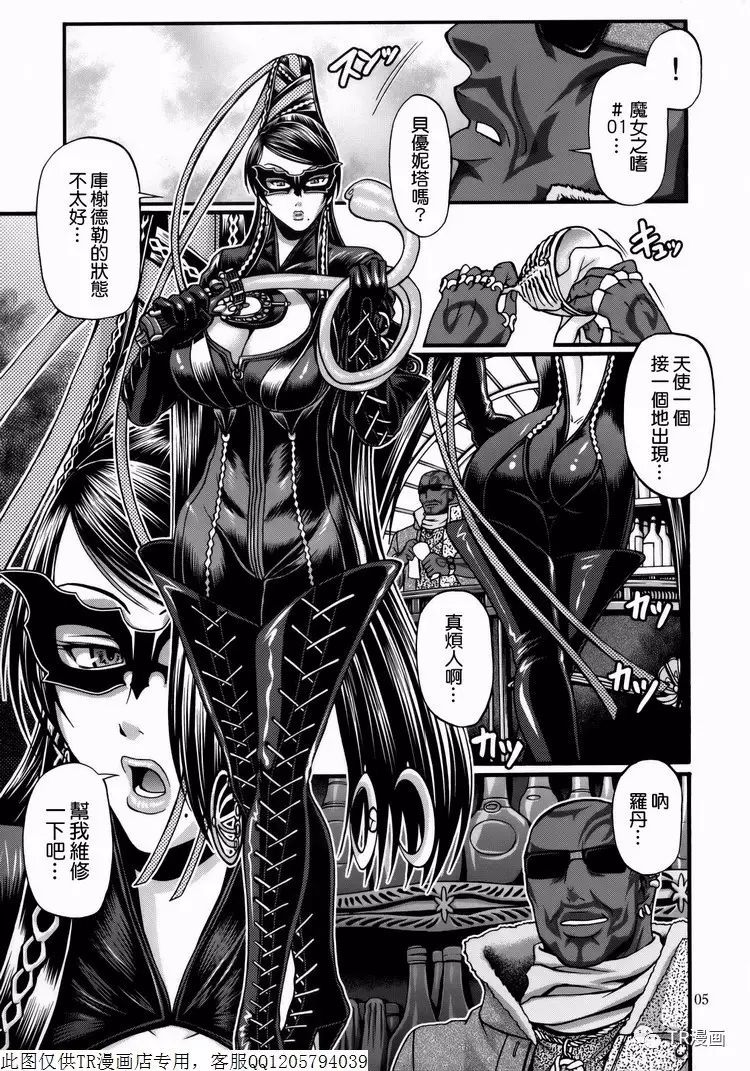 ！
魔女之嗜
#01…
スンッ
貝優妮塔嗎？
庫榭德勒的狀態
不太好…
キュッ
天使一個
接一個地出現…
カッ
真煩人啊…
カッ
カッ
吶
羅丹…
幫我維修
一下吧…
05
TR漫画
此图仅供TR漫画店专用，客服QQ1205794039